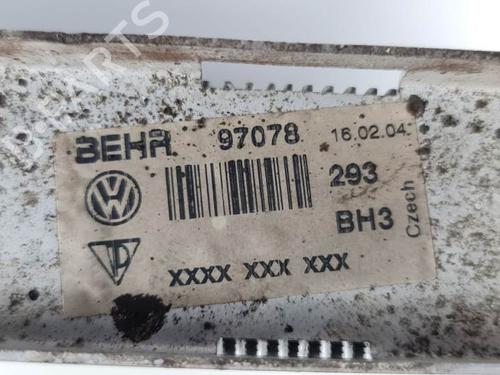 BEHR 97078 16.02.04
293
BH3
Czech
XXXX XXX XXX